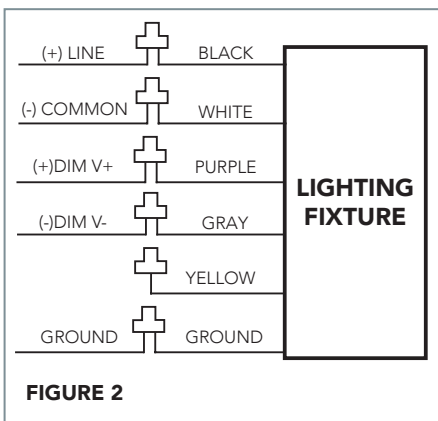 (+) LINE BLACK
(-) COMMON WHITE
(+)DIM V+ PURPLE
(-)DIM V- GRAY
YELLOW
GROUND GROUND
LIGHTING
FIXTURE
FIGURE 2